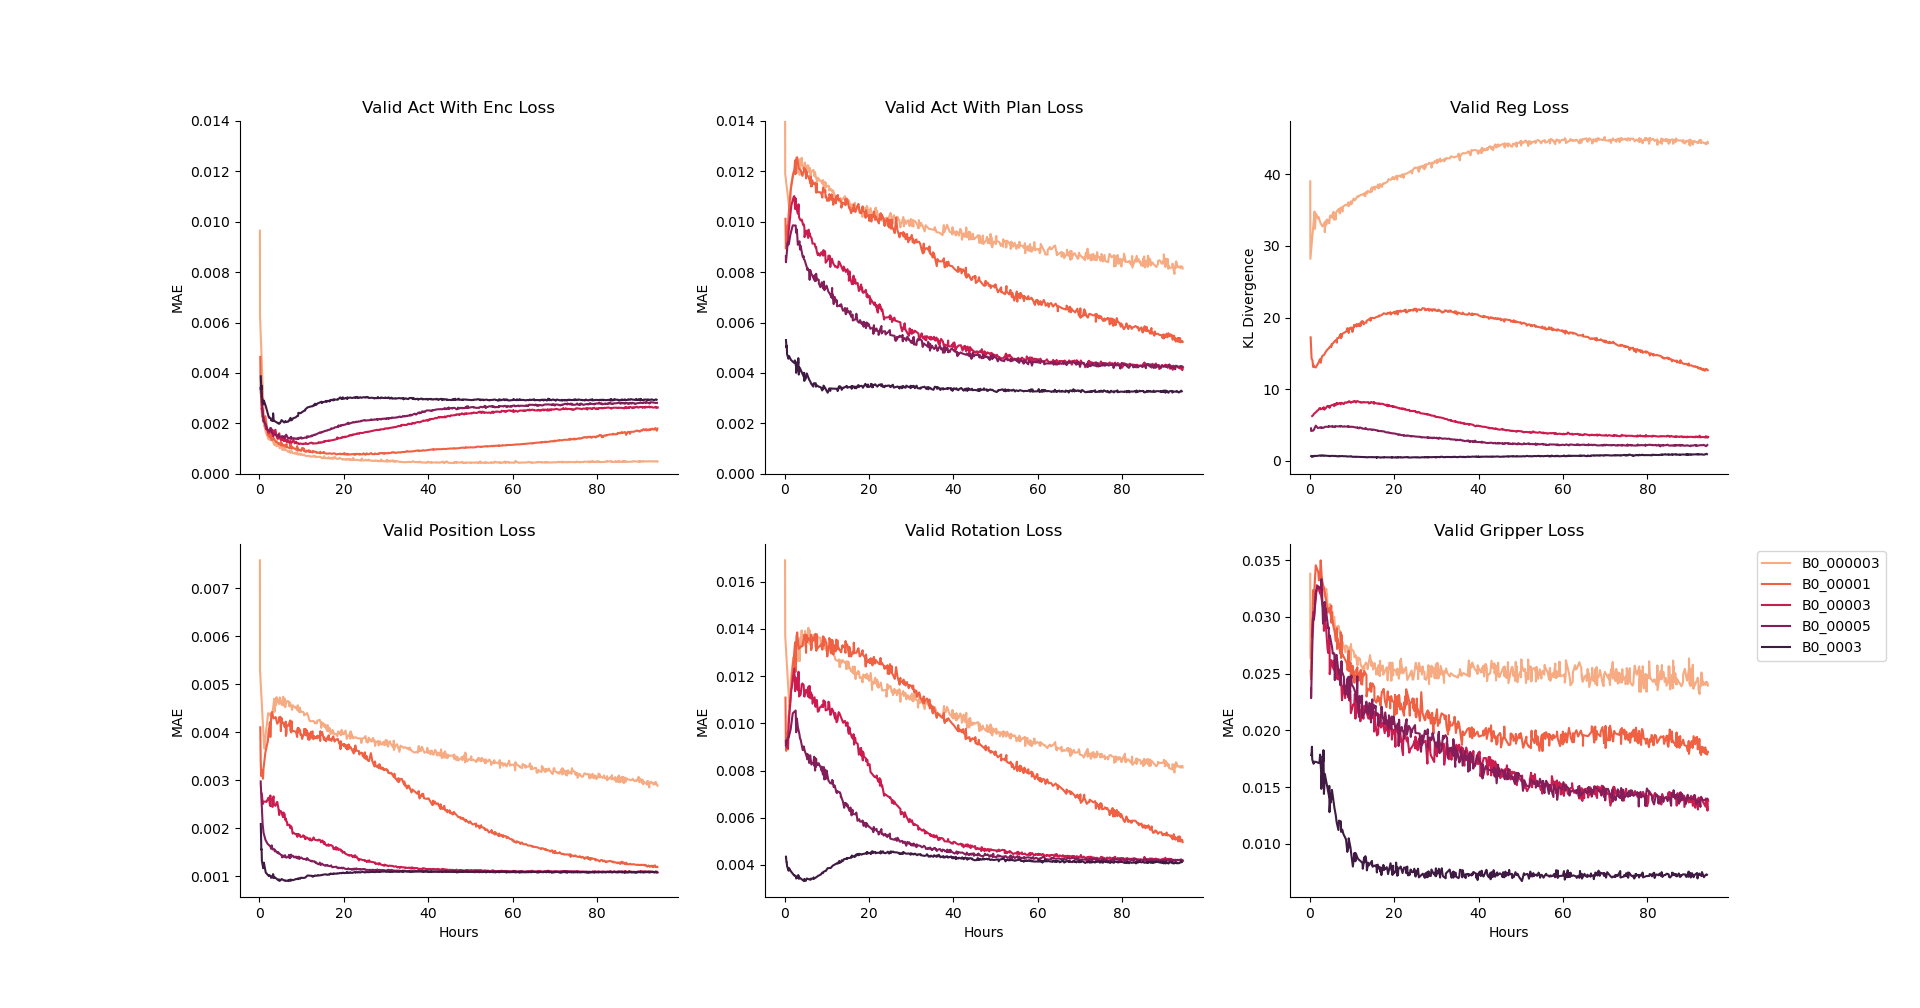 Valid Act With Enc Loss
MAE
0.014
0.012
0.010
0.008
0.006
0.004
0.002
0.000
0 20 40 60 80
Valid Act With Plan Loss
MAE
0.014
0.012
0.010
0.008
0.006
0.004
0.002
0.000
0 20 40 60 80
Valid Reg Loss
KL Divergence
40
30
20
10
0
0 20 40 60 80
Valid Position Loss
MAE
0.007
0.006
0.005
0.004
0.003
0.002
0.001
0 20 40 60 80
Hours
Valid Rotation Loss
MAE
0.016
0.014
0.012
0.010
0.008
0.006
0.004
0 20 40 60 80
Hours
Valid Gripper Loss
MAE
0.035
0.030
0.025
0.020
0.015
0.010
0 20 40 60 80
Hours
B0_000003
B0_00001
B0_00003
B0_00005
B0_0003